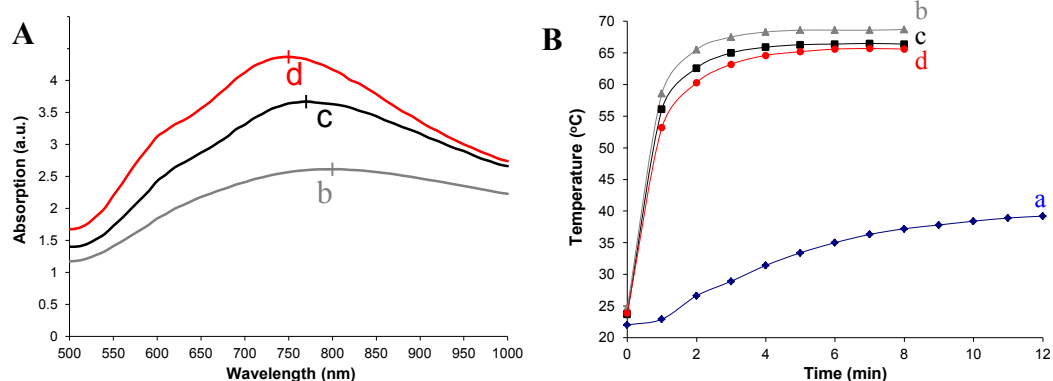 A
Absorption (a.u.)
4
3.5
3
2.5
2
1.5
1
0.5
0
500 550 600 650 700 750 800 850 900 950 1000
Wavelength (nm)
d
c
b
B
Temperature (°C)
70
65
60
55
50
45
40
35
30
25
20
0 2 4 6 8 10 12
Time (min)
b
c
d
a